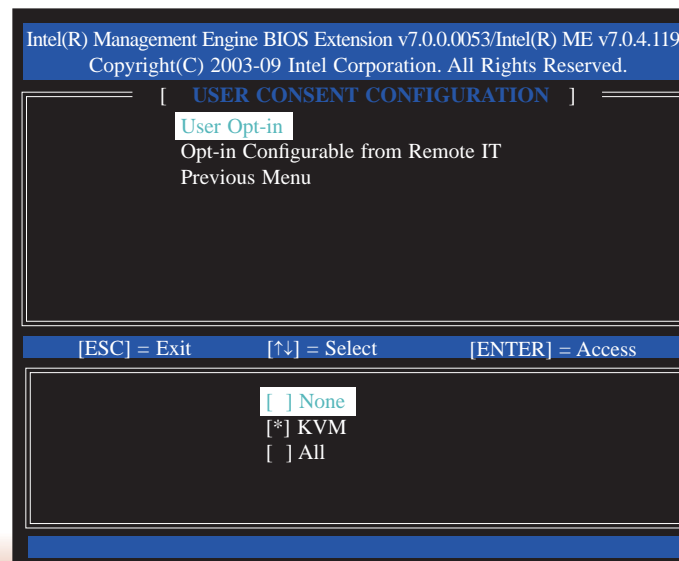 Intel(R) Management Engine BIOS Extension v7.0.0.0053/Intel(R) ME v7.0.4.119
Copyright(C) 2003-09 Intel Corporation. All Rights Reserved.
[ USER CONSENT CONFIGURATION ]
User Opt-in
Opt-in Configurable from Remote IT
Previous Menu
[ESC] = Exit [↑↓] = Select [ENTER] = Access
[ ] None
[*] KVM
[ ] All